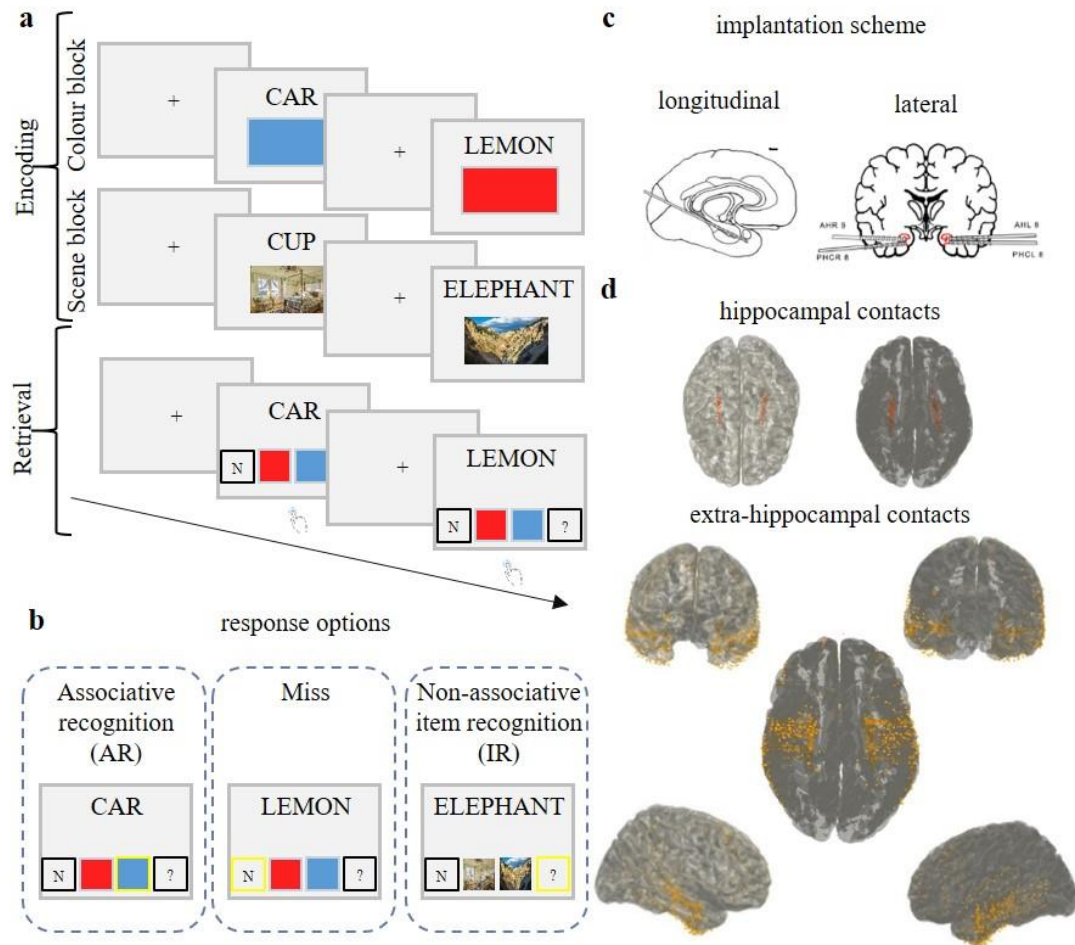 a
Encoding
Colour block
+
CAR
+
LEMON
Scene block
+
CUP
+
ELEPHANT
Retrieval
+
CAR
N
+
LEMON
N
?
b
response options
Associative
recognition
(AR)
CAR
N
?
Miss
LEMON
N
?
Non-associative
item recognition
(IR)
ELEPHANT
N
?
c
implantation scheme
longitudinal
lateral
AHR 8
PHCR 8
AHL 8
PHCL 8
d
hippocampal contacts
extra-hippocampal contacts